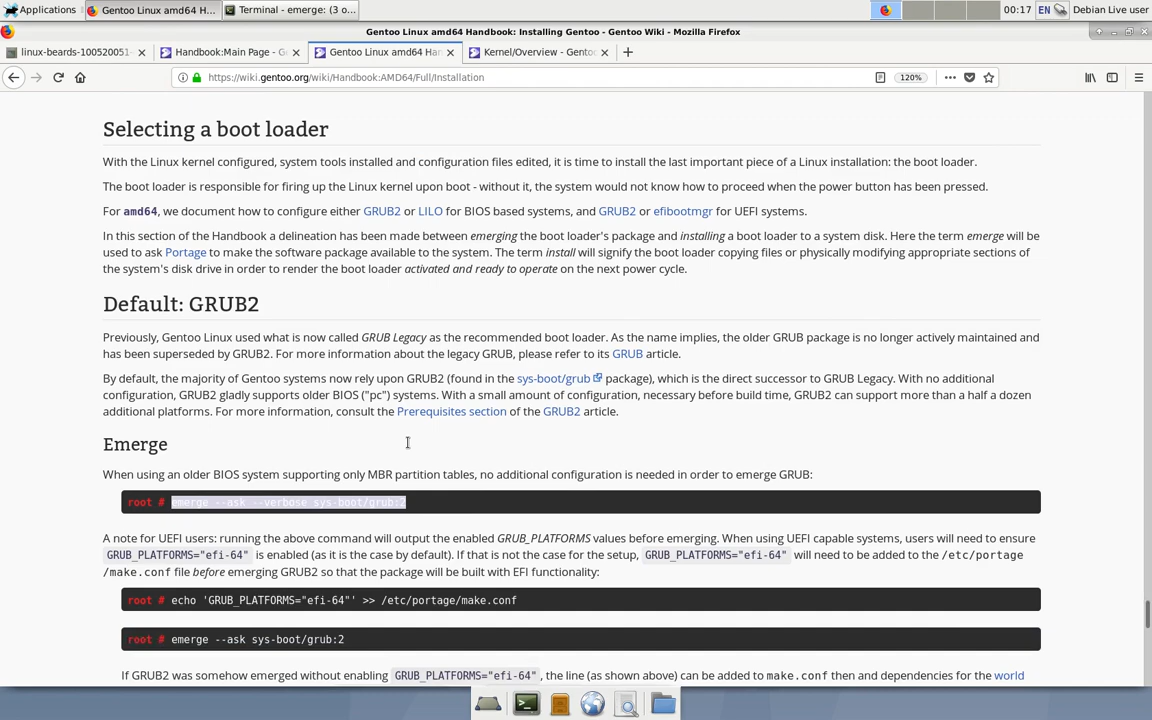 Applications
Gentoo Linux amd64 H...
Terminal - emerge: (3 o...
00:17
EN
Debian Live user
Gentoo Linux amd64 Handbook: Installing Gentoo - Gentoo Wiki - Mozilla Firefox
linux-beards-100520051-
Handbook:Main Page - Ge
Gentoo Linux amd64 Han
Kernel/Overview - Gento
https://wiki.gentoo.org/wiki/Handbook:AMD64/Full/Installation
120%
Selecting a boot loader
With the Linux kernel configured, system tools installed and configuration files edited, it is time to install the last important piece of a Linux installation: the boot loader.
The boot loader is responsible for firing up the Linux kernel upon boot - without it, the system would not know how to proceed when the power button has been pressed.
For amd64, we document how to configure either GRUB2 or LILO for BIOS based systems, and GRUB2 or efibootmgr for UEFI systems.
In this section of the Handbook a delineation has been made between emerging the boot loader's package and installing a boot loader to a system disk. Here the term emerge will be
used to ask Portage to make the software package available to the system. The term install will signify the boot loader copying files or physically modifying appropriate sections of
the system's disk drive in order to render the boot loader activated and ready to operate on the next power cycle.
Default: GRUB2
Previously, Gentoo Linux used what is now called GRUB Legacy as the recommended boot loader. As the name implies, the older GRUB package is no longer actively maintained and
has been superseded by GRUB2. For more information about the legacy GRUB, please refer to its GRUB article.
By default, the majority of Gentoo systems now rely upon GRUB2 (found in the sys-boot/grub package), which is the direct successor to GRUB Legacy. With no additional
configuration, GRUB2 gladly supports older BIOS ("pc") systems. With a small amount of configuration, necessary before build time, GRUB2 can support more than a half a dozen
additional platforms. For more information, consult the Prerequisites section of the GRUB2 article.
Emerge
When using an older BIOS system supporting only MBR partition tables, no additional configuration is needed in order to emerge GRUB:
root # emerge --ask --verbose sys-boot/grub:2
A note for UEFI users: running the above command will output the enabled GRUB_PLATFORMS values before emerging. When using UEFI capable systems, users will need to ensure
GRUB_PLATFORMS="efi-64" is enabled (as it is the case by default). If that is not the case for the setup, GRUB_PLATFORMS="efi-64" will need to be added to the /etc/portage
/make.conf file before emerging GRUB2 so that the package will be built with EFI functionality:
root # echo 'GRUB_PLATFORMS="efi-64"' >> /etc/portage/make.conf
root # emerge --ask sys-boot/grub:2
If GRUB2 was somehow emerged without enabling GRUB_PLATFORMS="efi-64", the line (as shown above) can be added to make.conf then and dependencies for the world